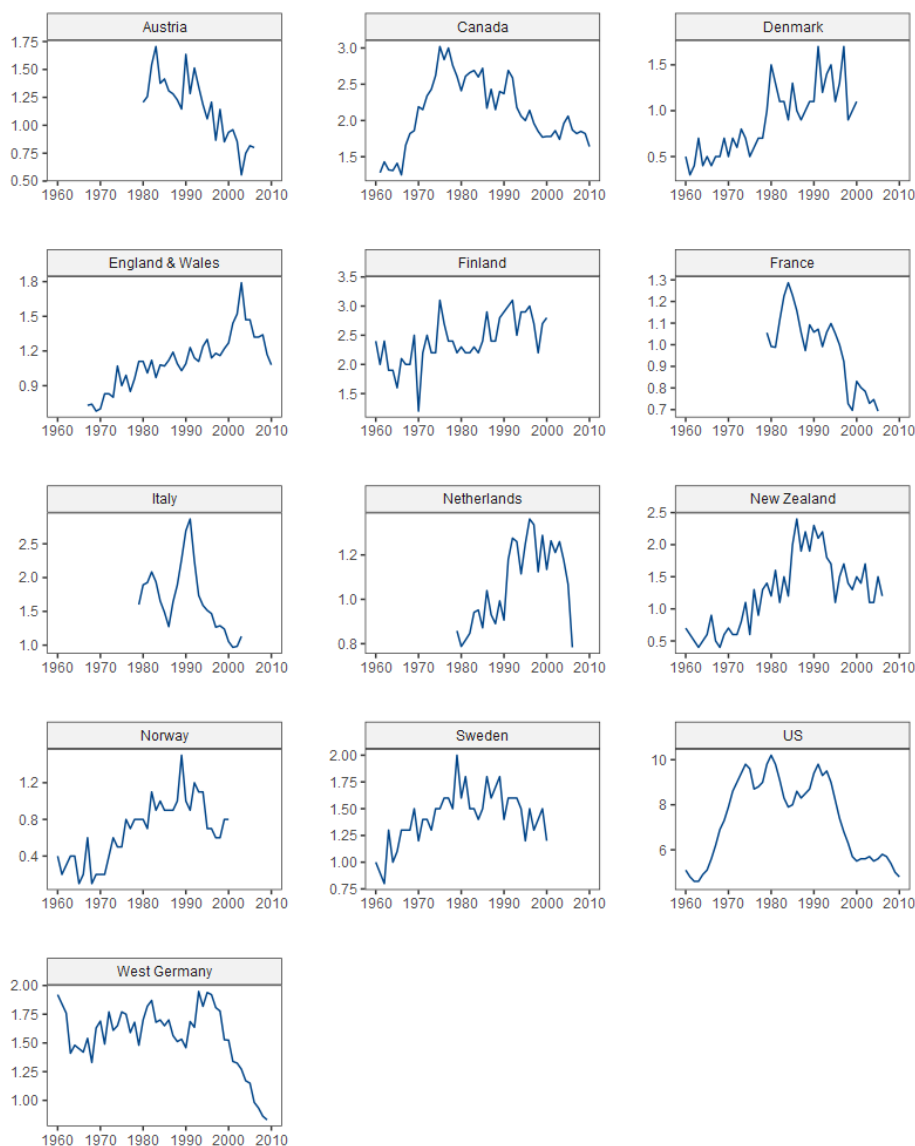 Austria
1.75
1.50
1.25
1.00
0.75
0.50
1960 1970 1980 1990 2000 2010
Canada
3.0
2.5
2.0
1.5
1960 1970 1980 1990 2000 2010
Denmark
1.5
1.0
0.5
1960 1970 1980 1990 2000 2010
England & Wales
1.8
1.5
1.2
0.9
1960 1970 1980 1990 2000 2010
Finland
3.5
3.0
2.5
2.0
1.5
1960 1970 1980 1990 2000 2010
France
1.3
1.2
1.1
1.0
0.9
0.8
0.7
1960 1970 1980 1990 2000 2010
Italy
2.5
2.0
1.5
1.0
1960 1970 1980 1990 2000 2010
Netherlands
1.2
1.0
0.8
1960 1970 1980 1990 2000 2010
New Zealand
2.5
2.0
1.5
1.0
0.5
1960 1970 1980 1990 2000 2010
Norway
1.2
0.8
0.4
1960 1970 1980 1990 2000 2010
Sweden
2.00
1.75
1.50
1.25
1.00
0.75
1960 1970 1980 1990 2000 2010
US
10
8
6
1960 1970 1980 1990 2000 2010
West Germany
2.00
1.75
1.50
1.25
1.00
1960 1970 1980 1990 2000 2010